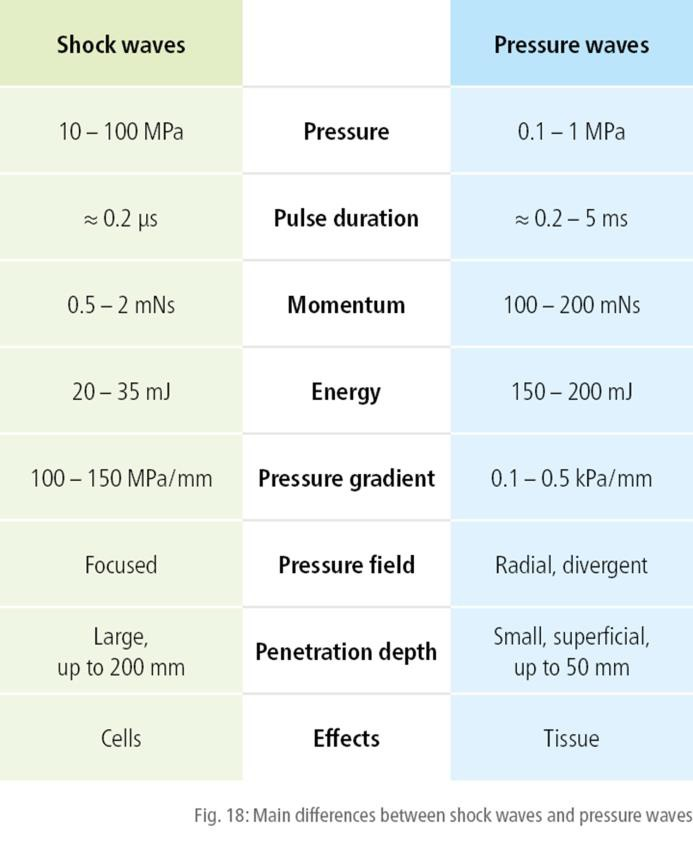 Shock waves Pressure waves
10 – 100 MPa Pressure 0.1 – 1 MPa
≈ 0.2 µs Pulse duration ≈ 0.2 – 5 ms
0.5 – 2 mNs Momentum 100 – 200 mNs
20 – 35 mJ Energy 150 – 200 mJ
100 – 150 MPa/mm Pressure gradient 0.1 – 0.5 kPa/mm
Focused Pressure field Radial, divergent
Large,
up to 200 mm
Penetration depth
Small, superficial,
up to 50 mm
Cells Effects Tissue
Fig. 18: Main differences between shock waves and pressure waves